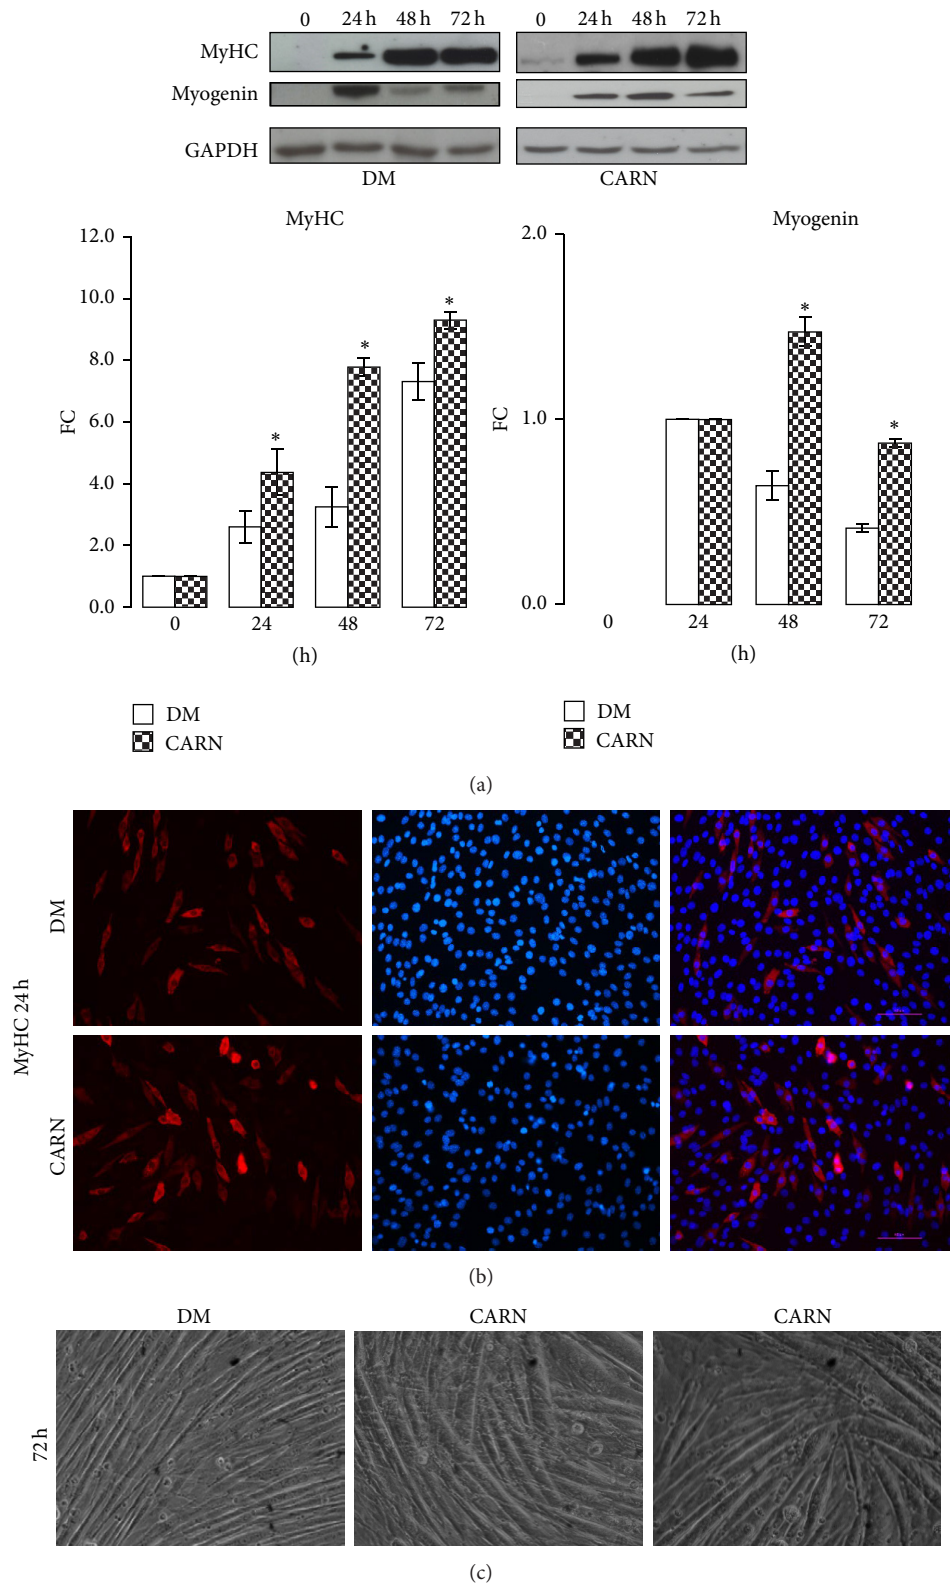 0 24 h 48 h 72 h 0 24 h 48 h 72 h
MyHC
Myogenin
GAPDH
DM CARN
MyHC
12.0
10.0
8.0
6.0
4.0
2.0
0.0
FC
* * *
0 24 48 72
(h)
DM
CARN
Myogenin
2.0
1.0
0.0
FC
* *
0 24 48 72
(h)
DM
CARN
(a)
MyHC 24 h
DM
CARN
(b)
DM CARN CARN
72 h
(c)